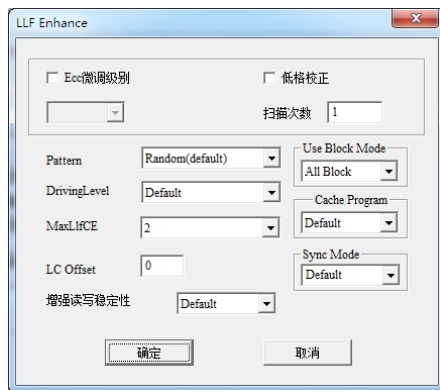 LLF Enhance
Ecc微调级别
低格校正
扫描次数 1
Pattern Random(default)
Use Block Mode
All Block
DrivingLevel Default
Cache Program
Default
MaxLlfCE 2
LC Offset 0
Sync Mode
Default
增强读写稳定性 Default
确定 取消